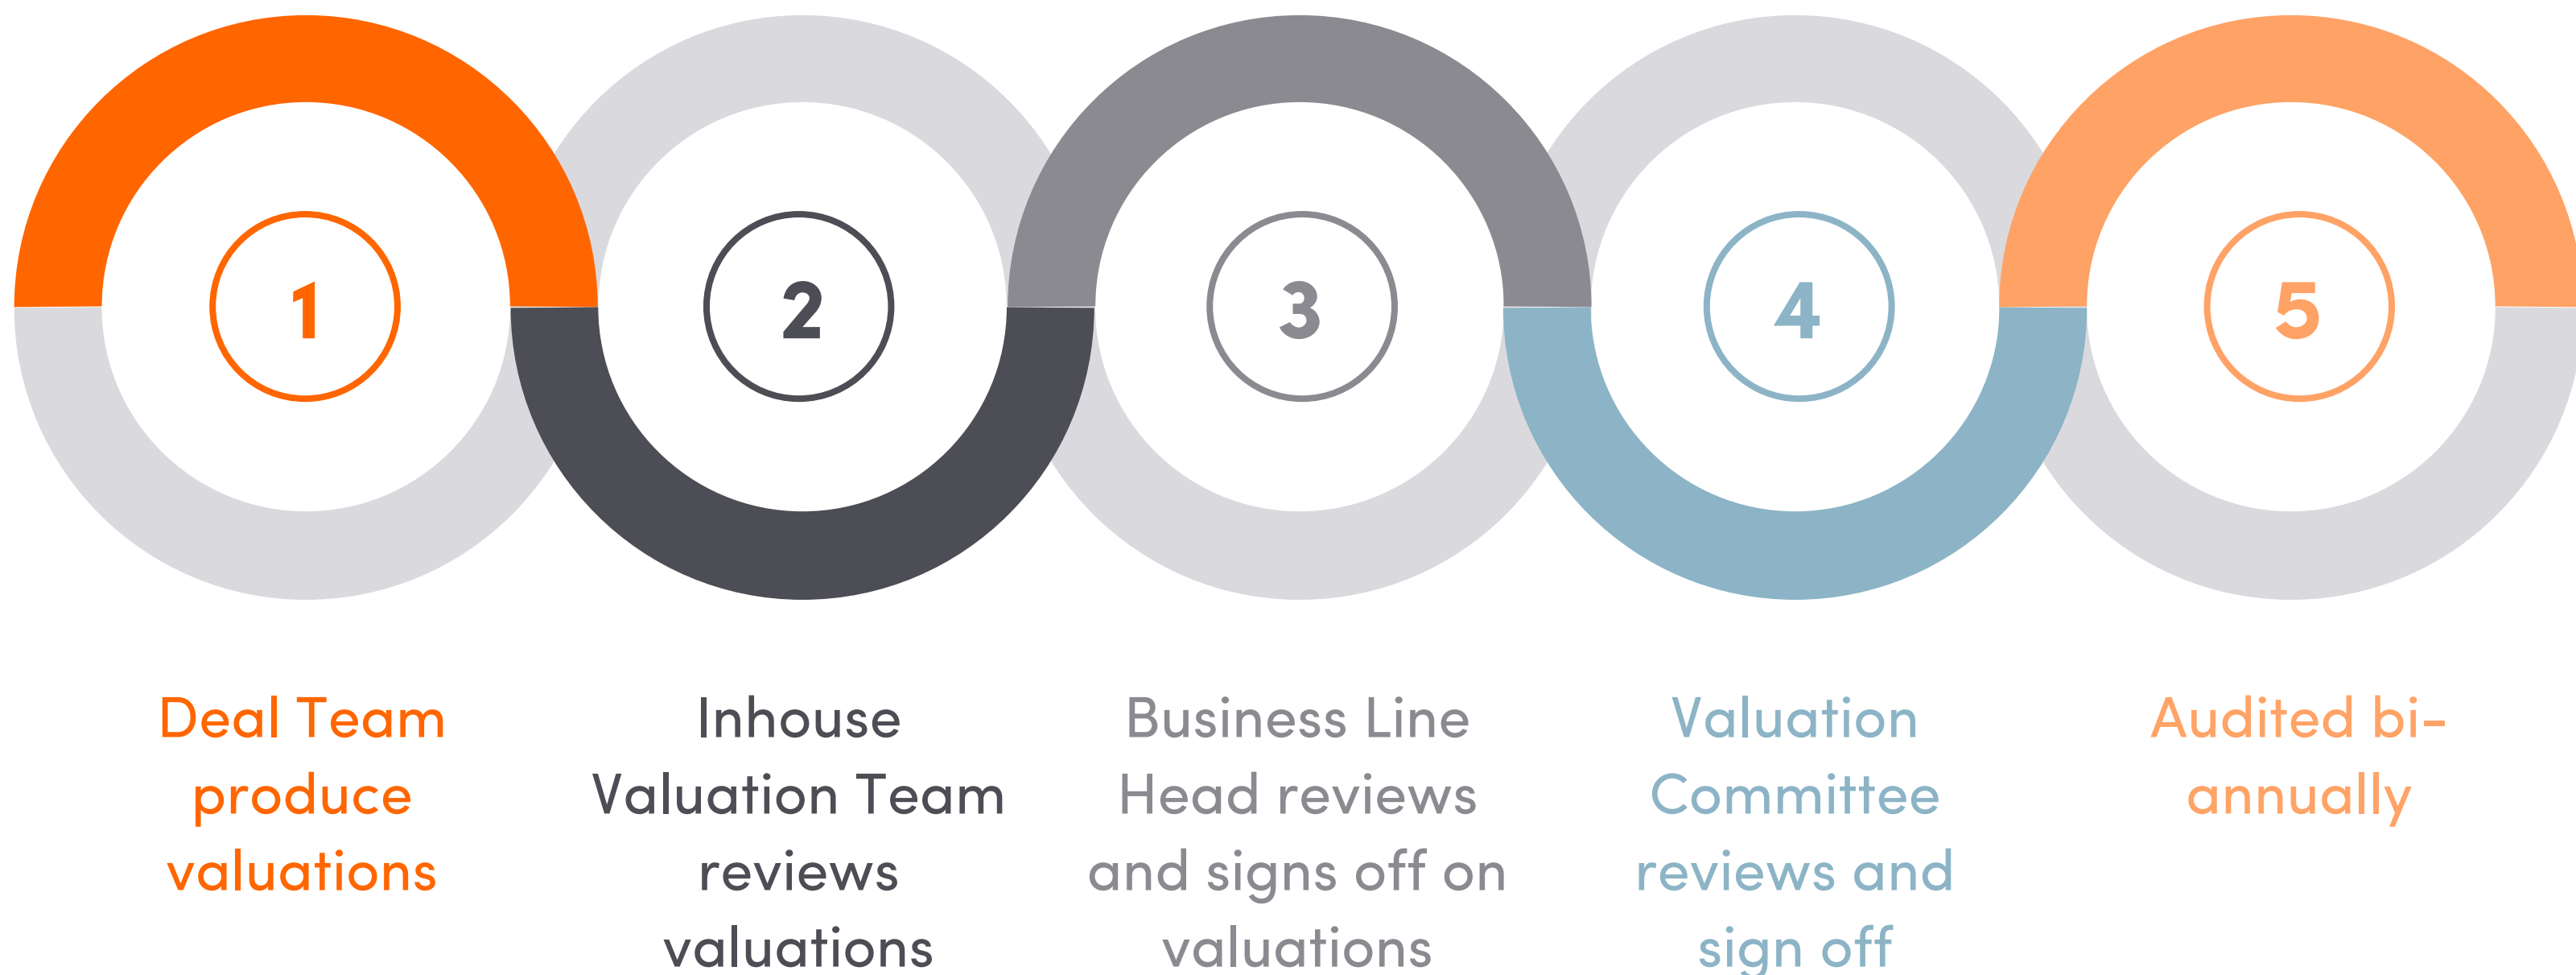 1
2
3
4
5
Deal Team
produce
valuations
Inhouse
Valuation Team
reviews
valuations
Business Line
Head reviews
and signs off on
valuations
Valuation
Committee
reviews and
sign off
Audited bi-
annually